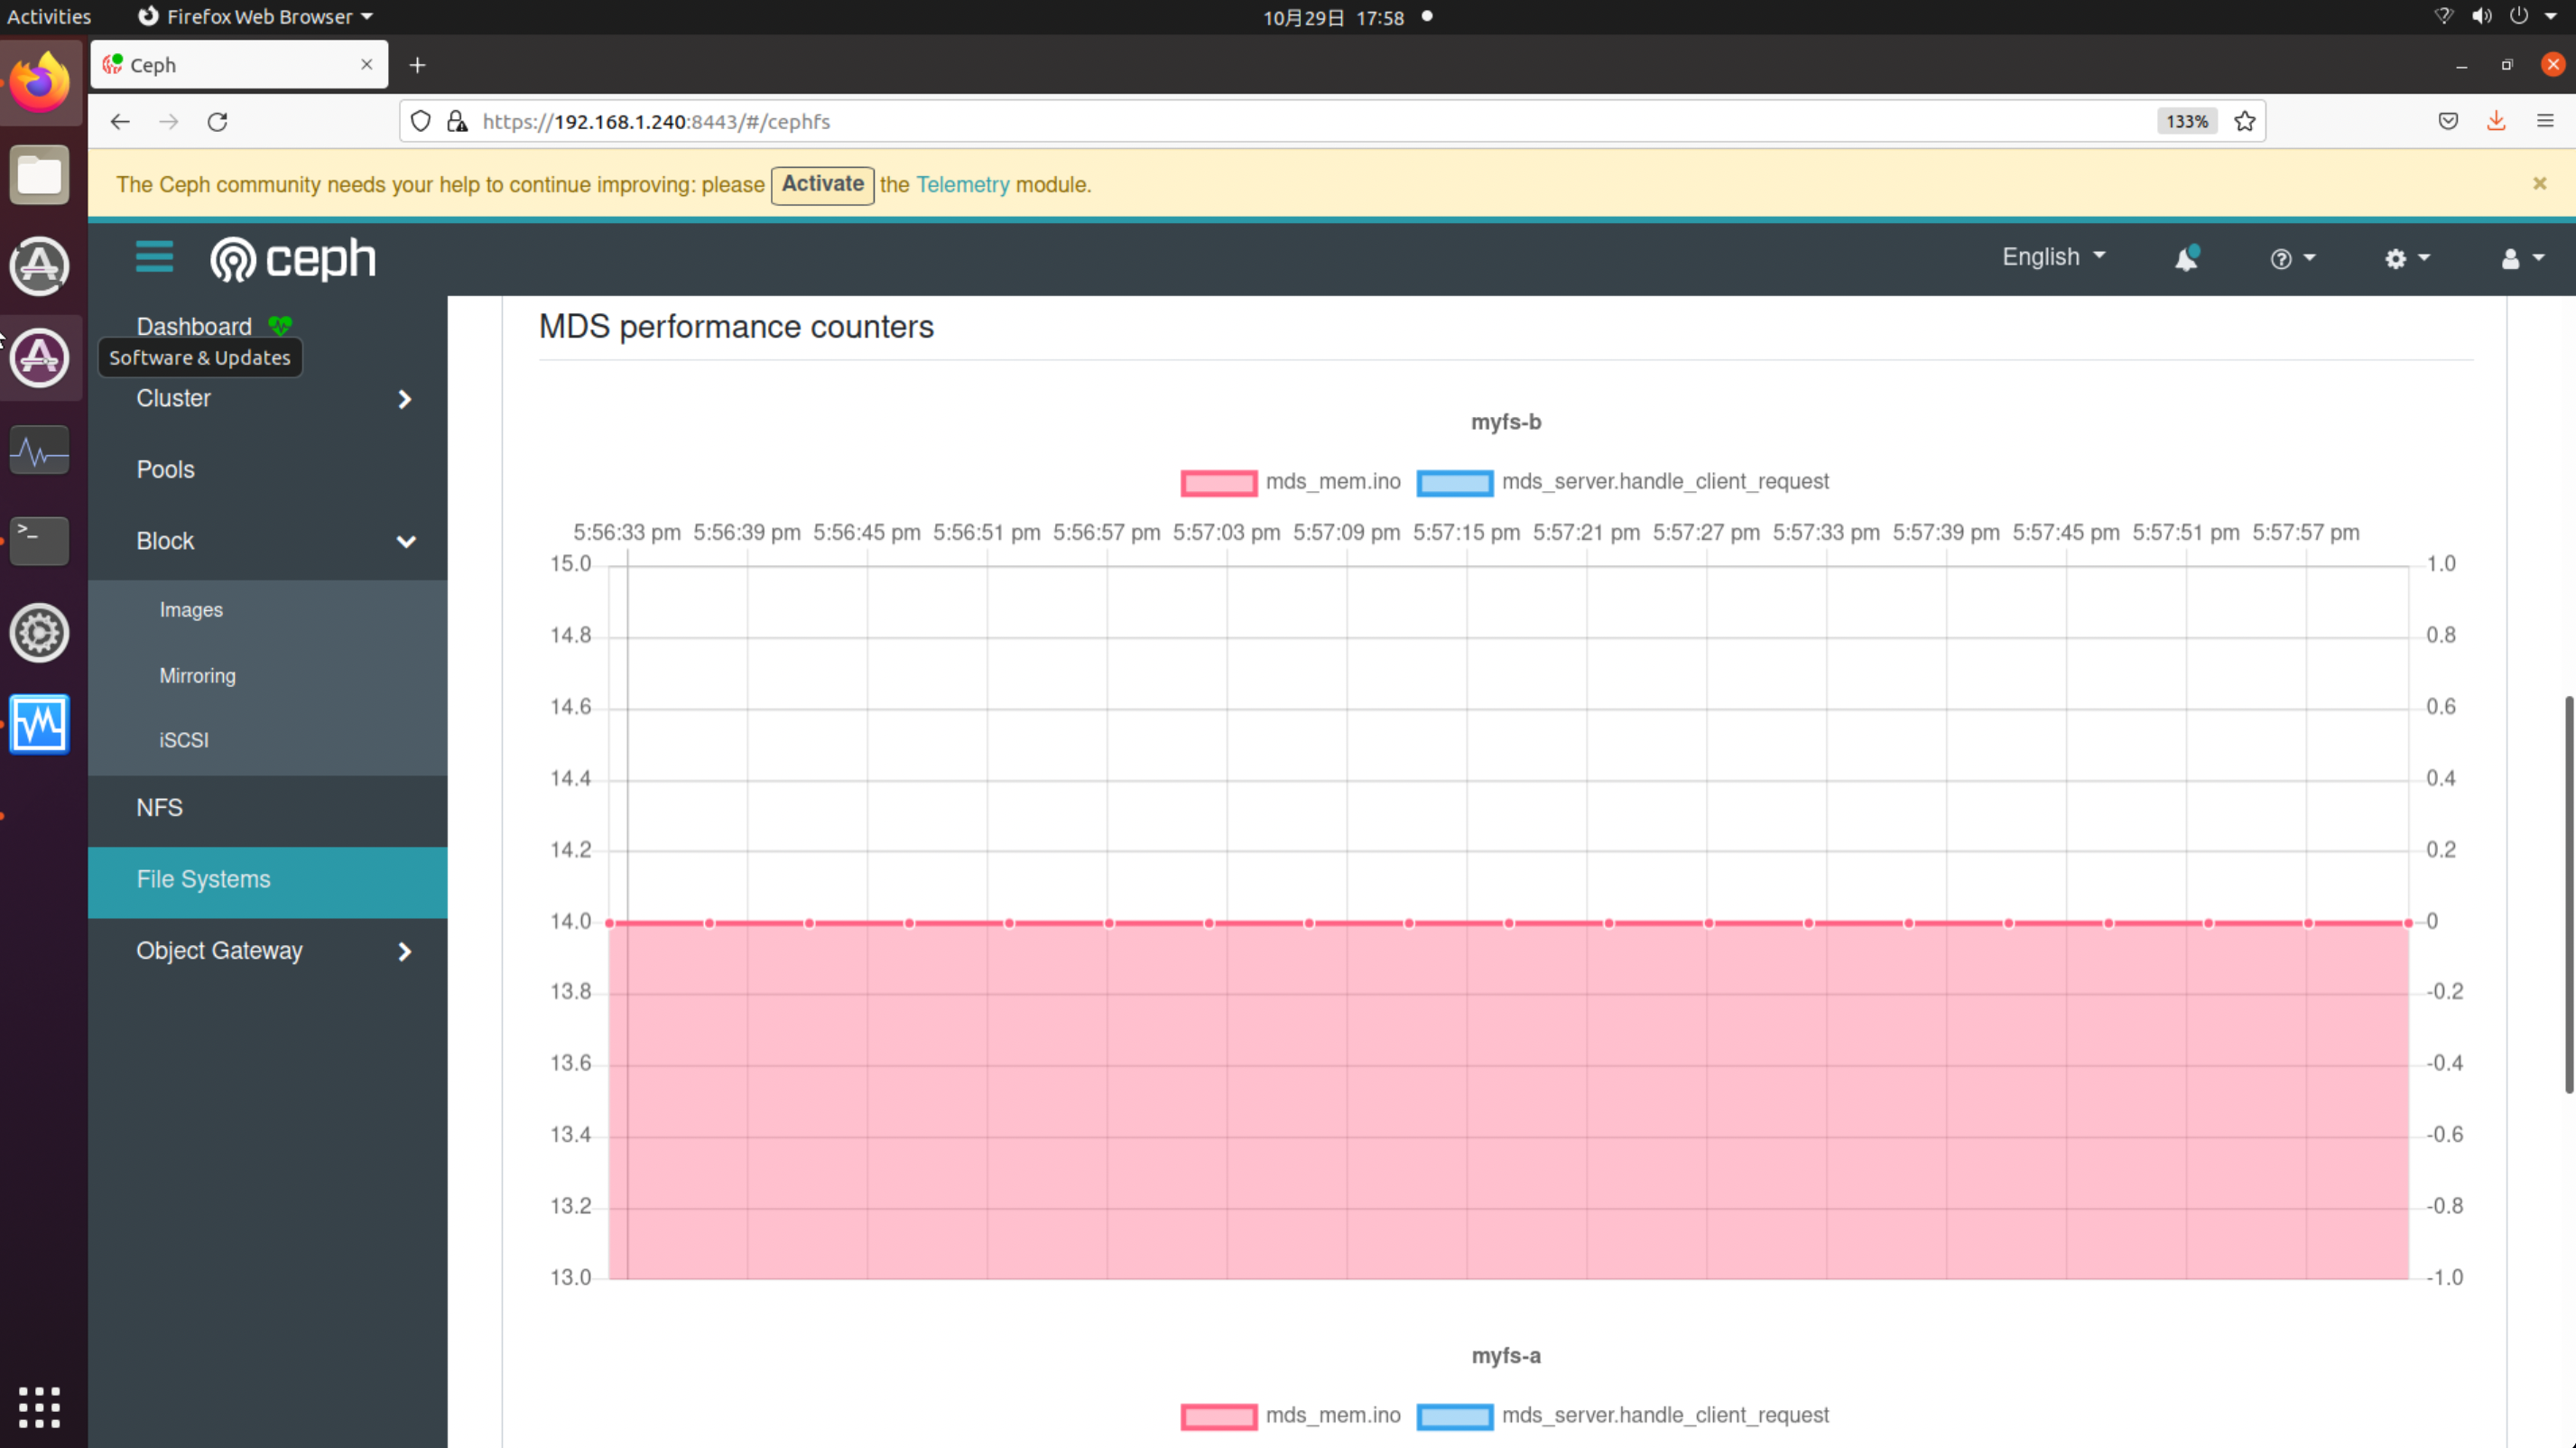 Activities Firefox Web Browser 10月29日 17:58
Ceph
https://192.168.1.240:8443/#/cephfs 133%
The Ceph community needs your help to continue improving: please Activate the Telemetry module.
ceph English
Dashboard
Software & Updates
Cluster
Pools
Block
Images
Mirroring
iSCSI
NFS
File Systems
Object Gateway
MDS performance counters
myfs-b
mds_mem.ino mds_server.handle_client_request
5:56:33 pm 5:56:39 pm 5:56:45 pm 5:56:51 pm 5:56:57 pm 5:57:03 pm 5:57:09 pm 5:57:15 pm 5:57:21 pm 5:57:27 pm 5:57:33 pm 5:57:39 pm 5:57:45 pm 5:57:51 pm 5:57:57 pm
15.0 1.0
14.8 0.8
14.6 0.6
14.4 0.4
14.2 0.2
14.0 0
13.8 -0.2
13.6 -0.4
13.4 -0.6
13.2 -0.8
13.0 -1.0
myfs-a
mds_mem.ino mds_server.handle_client_request